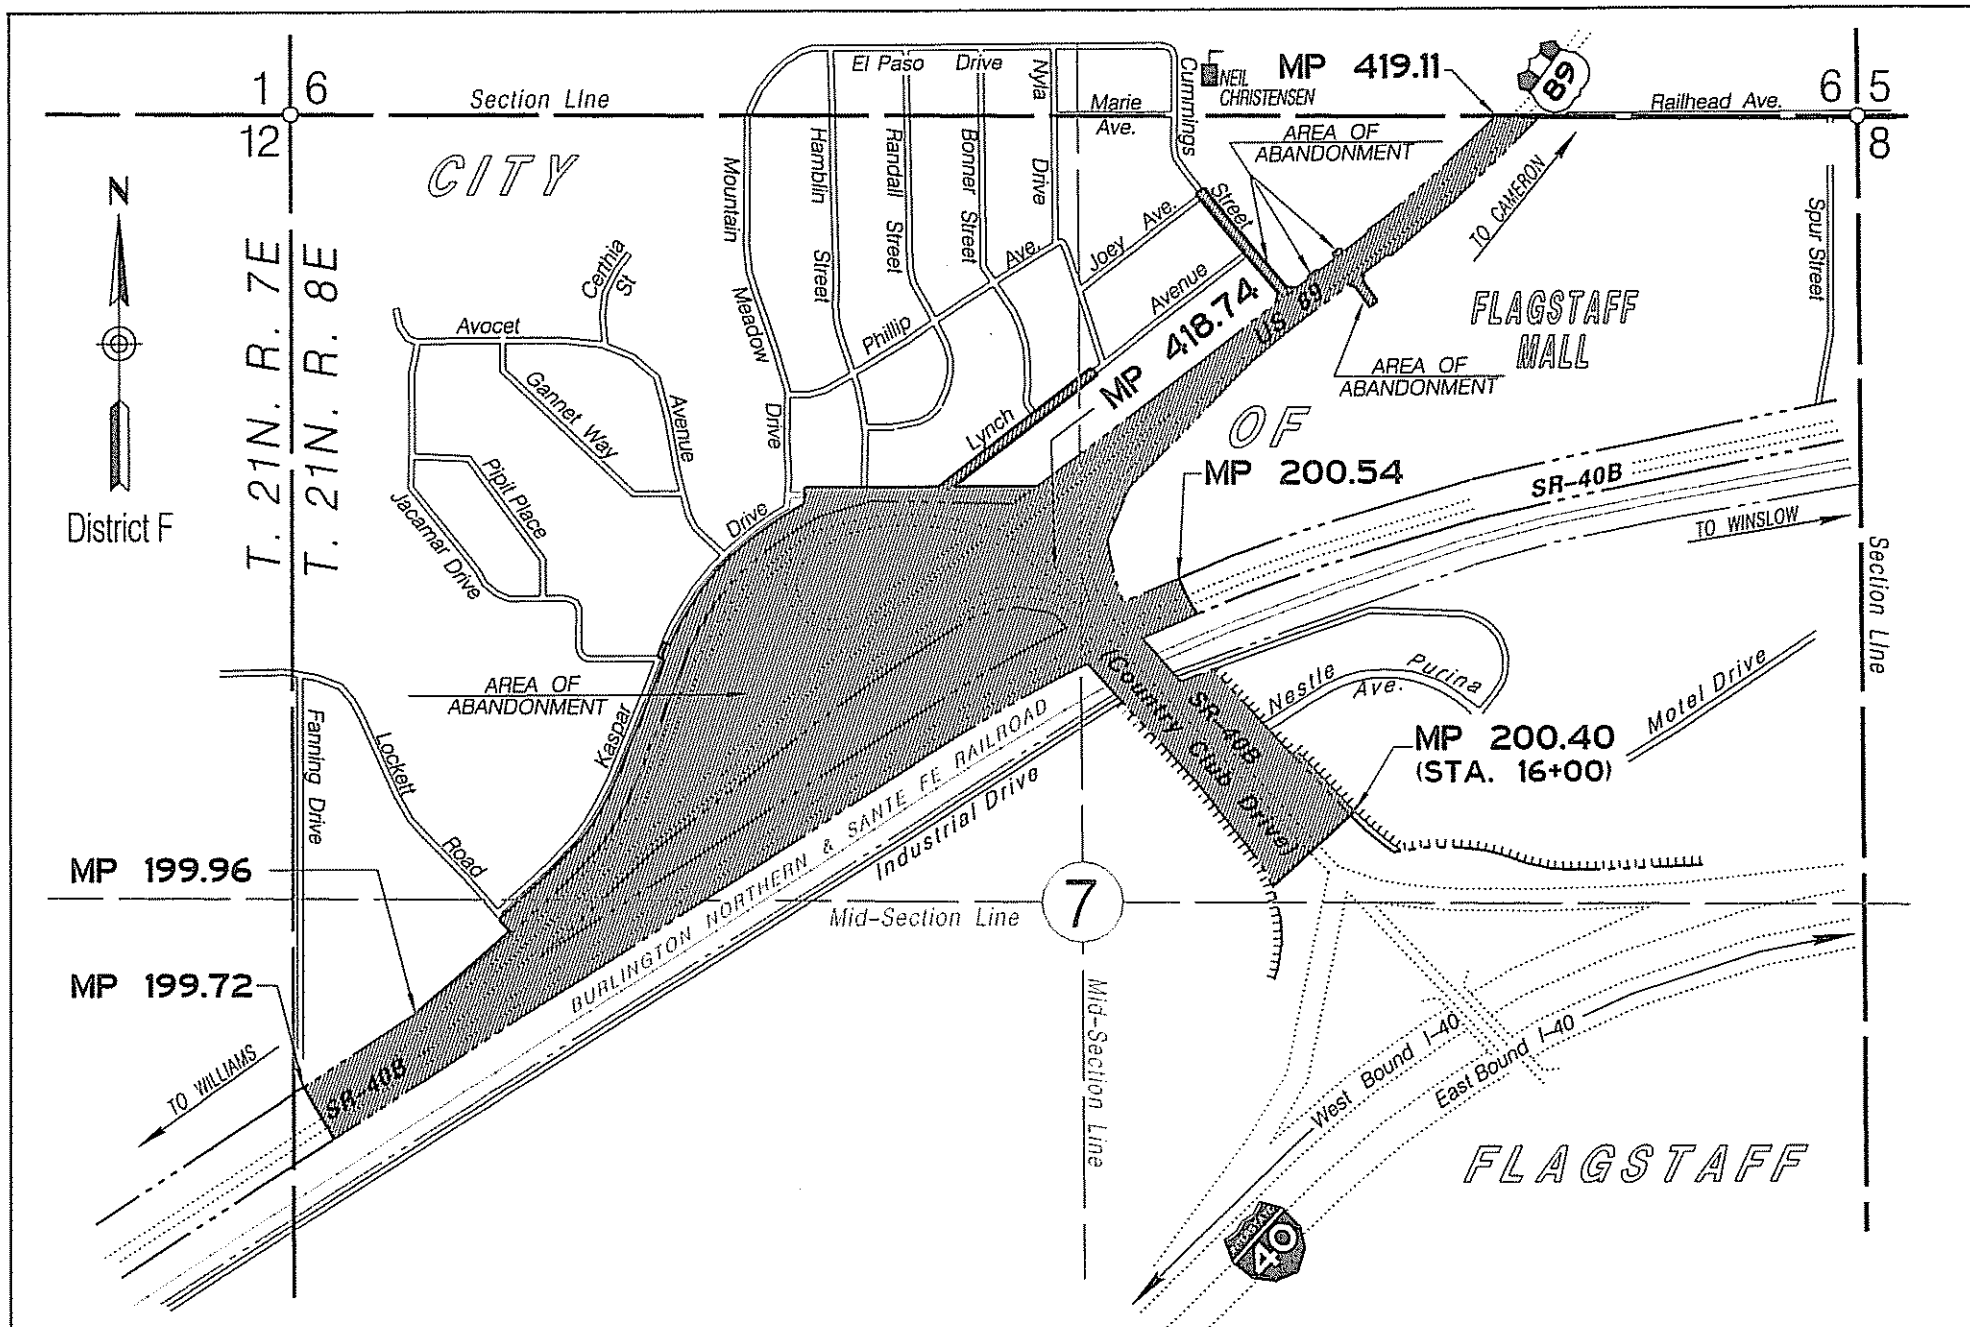 1 6
12
Section Line
El Paso Drive
Nyla Drive
Marie Ave.
Cummings Street
NEIL
CHRISTENSEN
MP 419.11
89
Railhead Ave.
6 5
8
AREA OF
ABANDONMENT
TO CAMERON
CITY
N
T. 21N. R. 7E
T. 21N. R. 8E
District F
Certhia St
Avocet Avenue
Gannet Way
Pipit Place
Jacamar Drive
Mountain Meadow Drive
Hamblin Street
Randall Street
Bonner Street
Phillip Ave.
Joey Ave.
Lynch Avenue
MP 418.74
US 89
FLAGSTAFF
MALL
AREA OF
ABANDONMENT
Spur Street
OF
MP 200.54
SR-40B
TO WINSLOW
Section Line
AREA OF
ABANDONMENT
Kaspar Drive
Fanning Drive
Lockett Road
Nestle Purina Ave.
Motel Drive
SR-40B
(Country Club Drive)
MP 200.40
(STA. 16+00)
BURLINGTON NORTHERN & SANTE FE RAILROAD
Industrial Drive
MP 199.96
Mid-Section Line
7
Mid-Section Line
MP 199.72
SR-40B
TO WILLIAMS
West Bound I-40
East Bound I-40
FLAGSTAFF
40